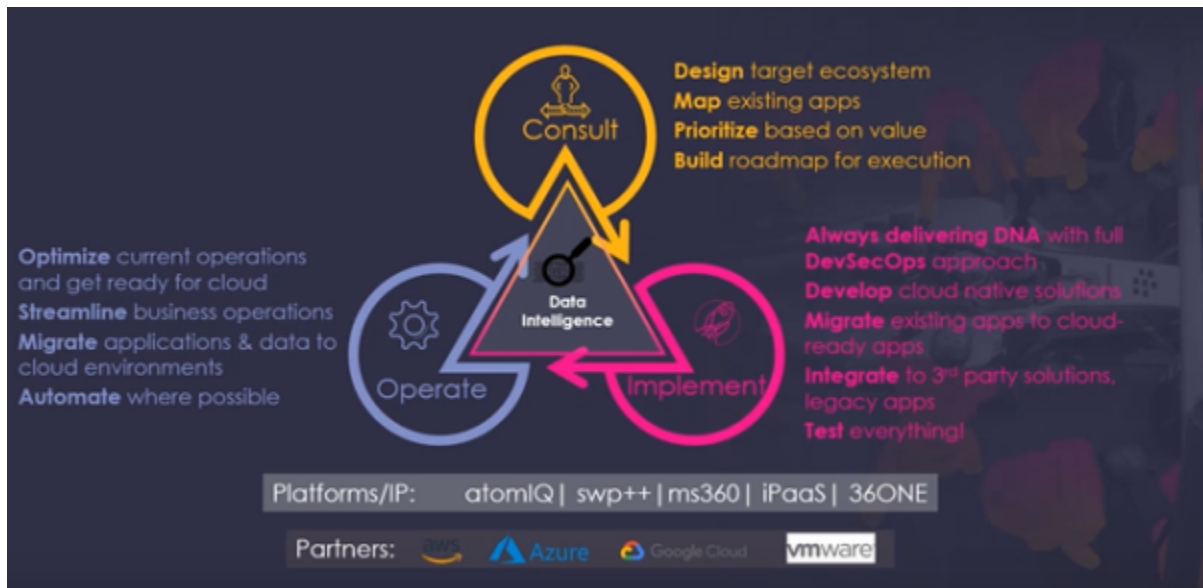 Consult
Design target ecosystem
Map existing apps
Prioritize based on value
Build roadmap for execution
Optimize current operations
and get ready for cloud
Streamline business operations
Migrate applications & data to
cloud environments
Automate where possible
Operate
Data
Intelligence
Implement
Always delivering DNA with full
DevSecOps approach
Develop cloud native solutions
Migrate existing apps to cloud-
ready apps
Integrate to 3rd party solutions,
legacy apps
Test everything!
Platforms/IP: atomIQ| swp++|ms360| iPaaS| 36ONE
Partners: aws Azure Google Cloud vmware